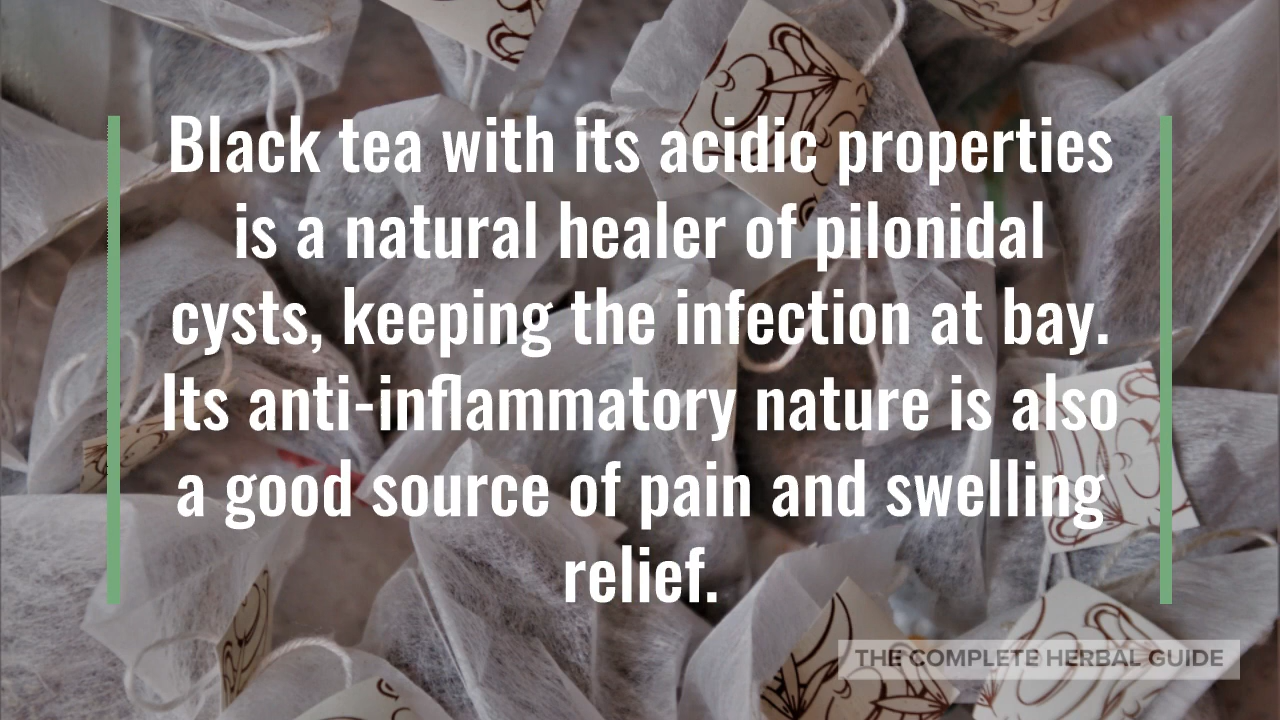 Black tea with its acidic properties
is a natural healer of pilonidal
cysts, keeping the infection at bay.
Its anti-inflammatory nature is also
a good source of pain and swelling
relief.
THE COMPLETE HERBAL GUIDE